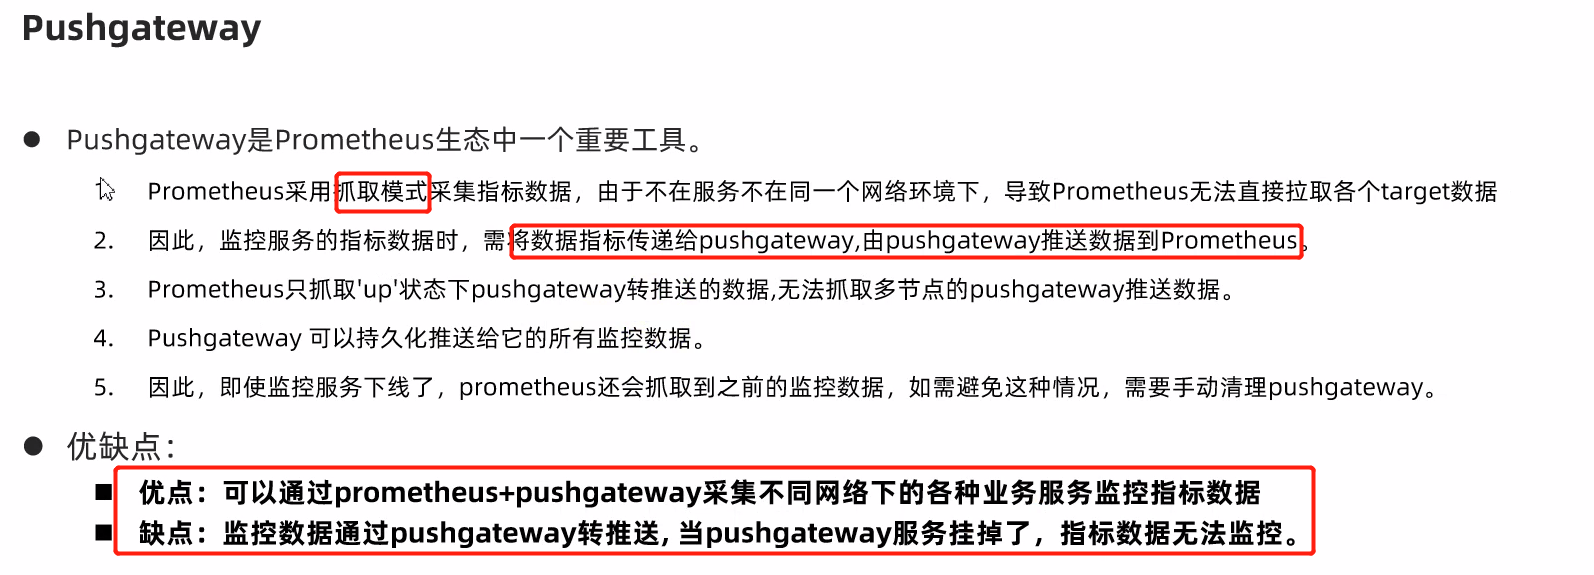 Pushgateway
● Pushgateway是Prometheus生态中一个重要工具。
Prometheus采用抓取模式采集指标数据，由于不在服务不在同一个网络环境下，导致Prometheus无法直接拉取各个target数据
2. 因此，监控服务的指标数据时，需将数据指标传递给pushgateway,由pushgateway推送数据到Prometheus。
3. Prometheus只抓取'up'状态下pushgateway转推送的数据,无法抓取多节点的pushgateway推送数据。
4. Pushgateway 可以持久化推送给它的所有监控数据。
5. 因此，即使监控服务下线了，prometheus还会抓取到之前的监控数据，如需避免这种情况，需要手动清理pushgateway。
● 优缺点：
■ 优点：可以通过prometheus+pushgateway采集不同网络下的各种业务服务监控指标数据
■ 缺点：监控数据通过pushgateway转推送, 当pushgateway服务挂掉了，指标数据无法监控。